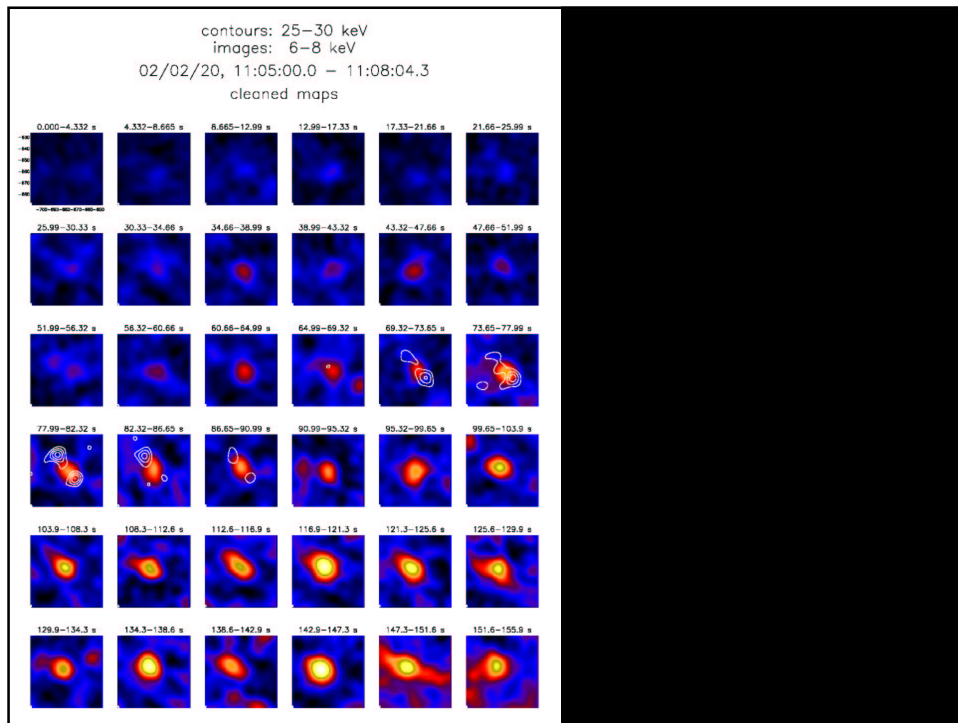 contours: 25-30 keV
images: 6-8 keV
02/02/20, 11:05:00.0 - 11:08:04.3
cleaned maps
0.000-4.332 s 4.332-8.665 s 8.665-12.99 s 12.99-17.33 s 17.33-21.66 s 21.66-25.99 s
25.99-30.33 s 30.33-34.66 s 34.66-38.99 s 38.99-43.32 s 43.32-47.66 s 47.66-51.99 s
51.99-56.32 s 56.32-60.66 s 60.66-64.99 s 64.99-69.32 s 69.32-73.65 s 73.65-77.99 s
77.99-82.32 s 82.32-86.65 s 86.65-90.99 s 90.99-95.32 s 95.32-99.65 s 99.65-103.9 s
103.9-108.3 s 108.3-112.6 s 112.6-116.9 s 116.9-121.3 s 121.3-125.6 s 125.6-129.9 s
129.9-134.3 s 134.3-138.6 s 138.6-142.9 s 142.9-147.3 s 147.3-151.6 s 151.6-155.9 s